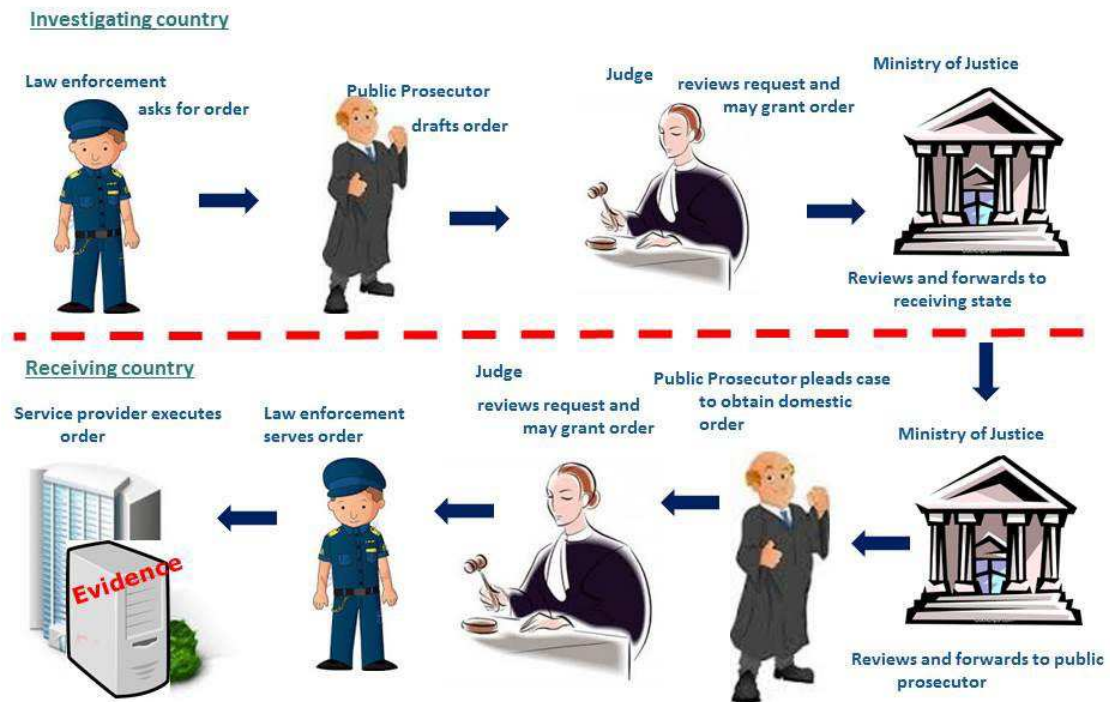 Investigating country
Law enforcement
asks for order
Public Prosecutor
drafts order
Judge
reviews request and
may grant order
Ministry of Justice
Reviews and forwards to
receiving state
Receiving country
Service provider executes
order
Law enforcement
serves order
Judge
reviews request and
may grant order
Public Prosecutor pleads case
to obtain domestic
order
Ministry of Justice
Evidence
Reviews and forwards to public
prosecutor